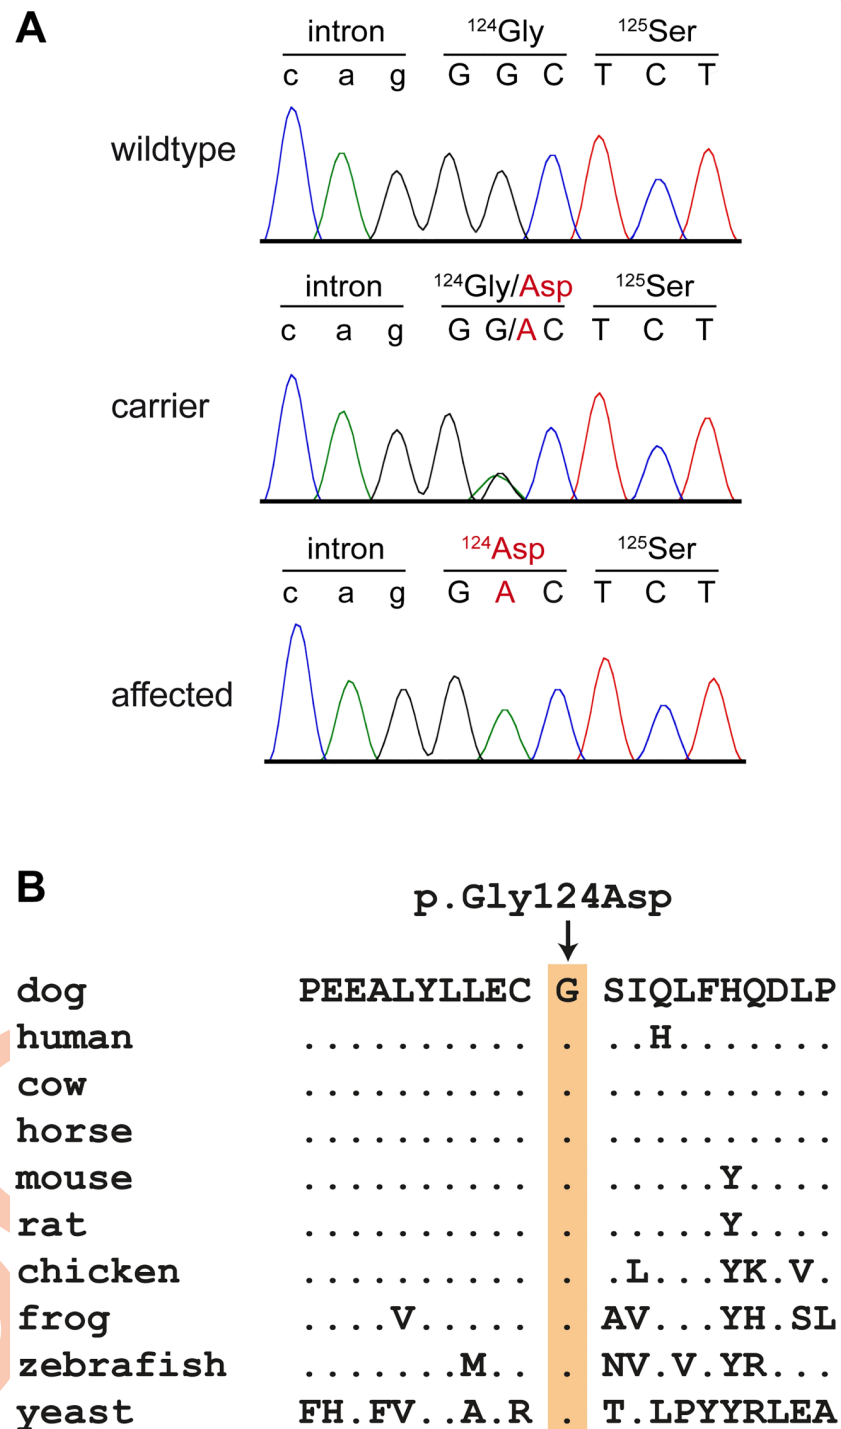 A
intron ¹²⁴Gly ¹²⁵Ser
c a g G G C T C T
wildtype
intron ¹²⁴Gly/Asp ¹²⁵Ser
c a g G G/A C T C T
carrier
intron ¹²⁴Asp ¹²⁵Ser
c a g G A C T C T
affected
B
p.Gly124Asp
dog PEEALYLLEC G SIQLFHQDLP
human .......... . ..H.......
cow .......... . ..........
horse .......... . ..........
mouse .......... . .....Y....
rat .......... . .....Y....
chicken .......... . .L...YK.V.
frog ....V..... . AV...YH.SL
zebrafish .......M.. . NV.V.YR...
yeast FH.FV..A.R . T.LPYYRLEA